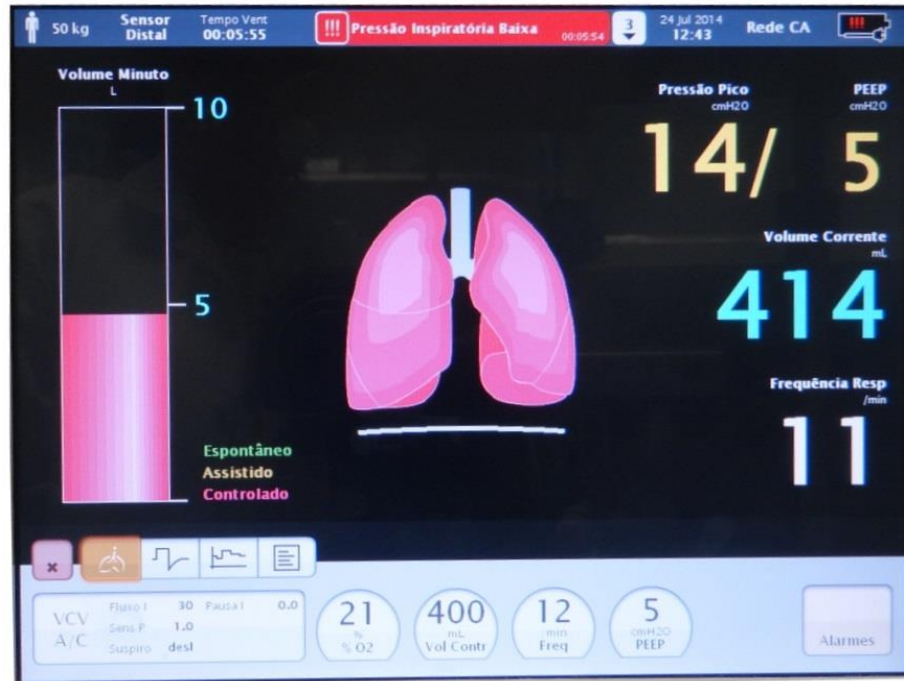 50 kg
Sensor
Distal
Tempo Vent
00:05:55
!!! Pressão Inspiratória Baixa 00:05:54
3
24 Jul 2014
12:43
Rede CA
!!!
Volume Minuto
L
10
5
Espontâneo
Assistido
Controlado
Pressão Pico
cmH2O
PEEP
cmH2O
14/ 5
Volume Corrente
mL
414
Frequência Resp
/min
11
VCV
A/C
Fluxo I 30 Pausa I 0.0
Sens P 1.0
Suspiro desl
21
%
% O2
400
mL
Vol Contr
12
/min
Freq
5
cmH2O
PEEP
Alarmes